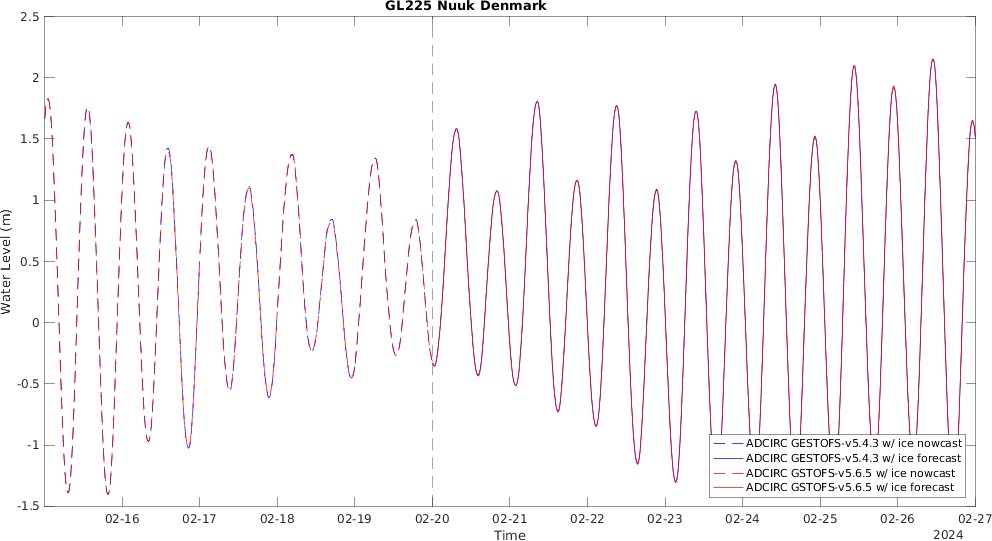 GL225 Nuuk Denmark
Water Level (m)
2.5
2
1.5
1
0.5
0
-0.5
-1
-1.5
ADCIRC GESTOFS-v5.4.3 w/ ice nowcast
ADCIRC GESTOFS-v5.4.3 w/ ice forecast
ADCIRC GSTOFS-v5.6.5 w/ ice nowcast
ADCIRC GSTOFS-v5.6.5 w/ ice forecast
02-16 02-17 02-18 02-19 02-20 02-21 02-22 02-23 02-24 02-25 02-26 02-27
Time
2024